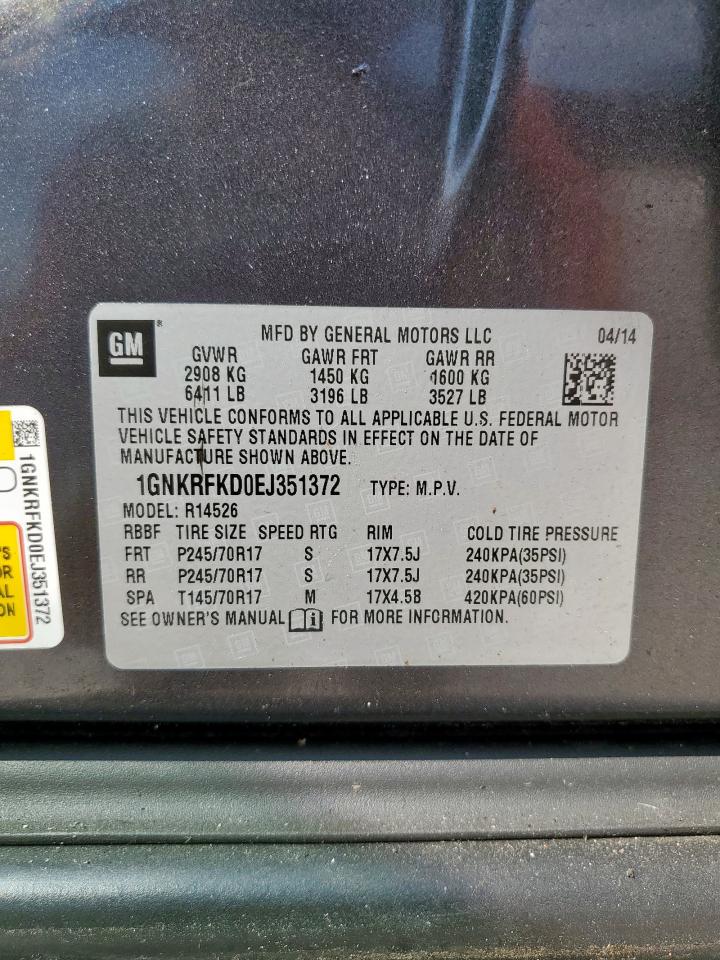 GM®
MFD BY GENERAL MOTORS LLC 04/14
GVWR GAWR FRT GAWR RR
2908 KG 1450 KG 1600 KG
6411 LB 3196 LB 3527 LB
THIS VEHICLE CONFORMS TO ALL APPLICABLE U.S. FEDERAL MOTOR
VEHICLE SAFETY STANDARDS IN EFFECT ON THE DATE OF
MANUFACTURE SHOWN ABOVE.
1GNKRFKD0EJ351372 TYPE: M.P.V.
MODEL: R14526
RBBF TIRE SIZE SPEED RTG RIM COLD TIRE PRESSURE
FRT P245/70R17 S 17X7.5J 240KPA(35PSI)
RR P245/70R17 S 17X7.5J 240KPA(35PSI)
SPA T145/70R17 M 17X4.5B 420KPA(60PSI)
SEE OWNER'S MANUAL i FOR MORE INFORMATION.
1GNKRFKD0EJ351372
'S
OR
AL
ON